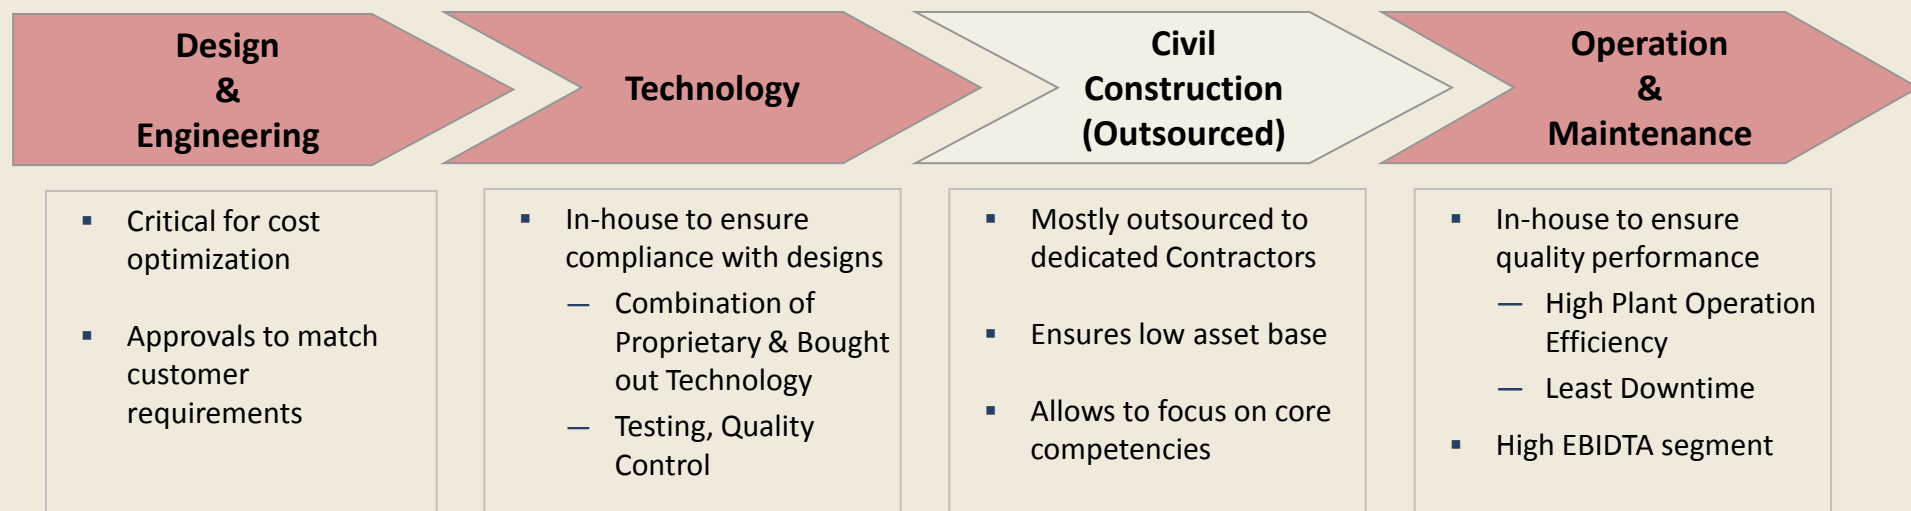 Design
&
Engineering
Technology
Civil
Construction
(Outsourced)
Operation
&
Maintenance
▪ Critical for cost
optimization
▪ Approvals to match
customer
requirements
▪ In-house to ensure
compliance with designs
— Combination of
Proprietary & Bought
out Technology
— Testing, Quality
Control
▪ Mostly outsourced to
dedicated Contractors
▪ Ensures low asset base
▪ Allows to focus on core
competencies
▪ In-house to ensure
quality performance
— High Plant Operation
Efficiency
— Least Downtime
▪ High EBIDTA segment